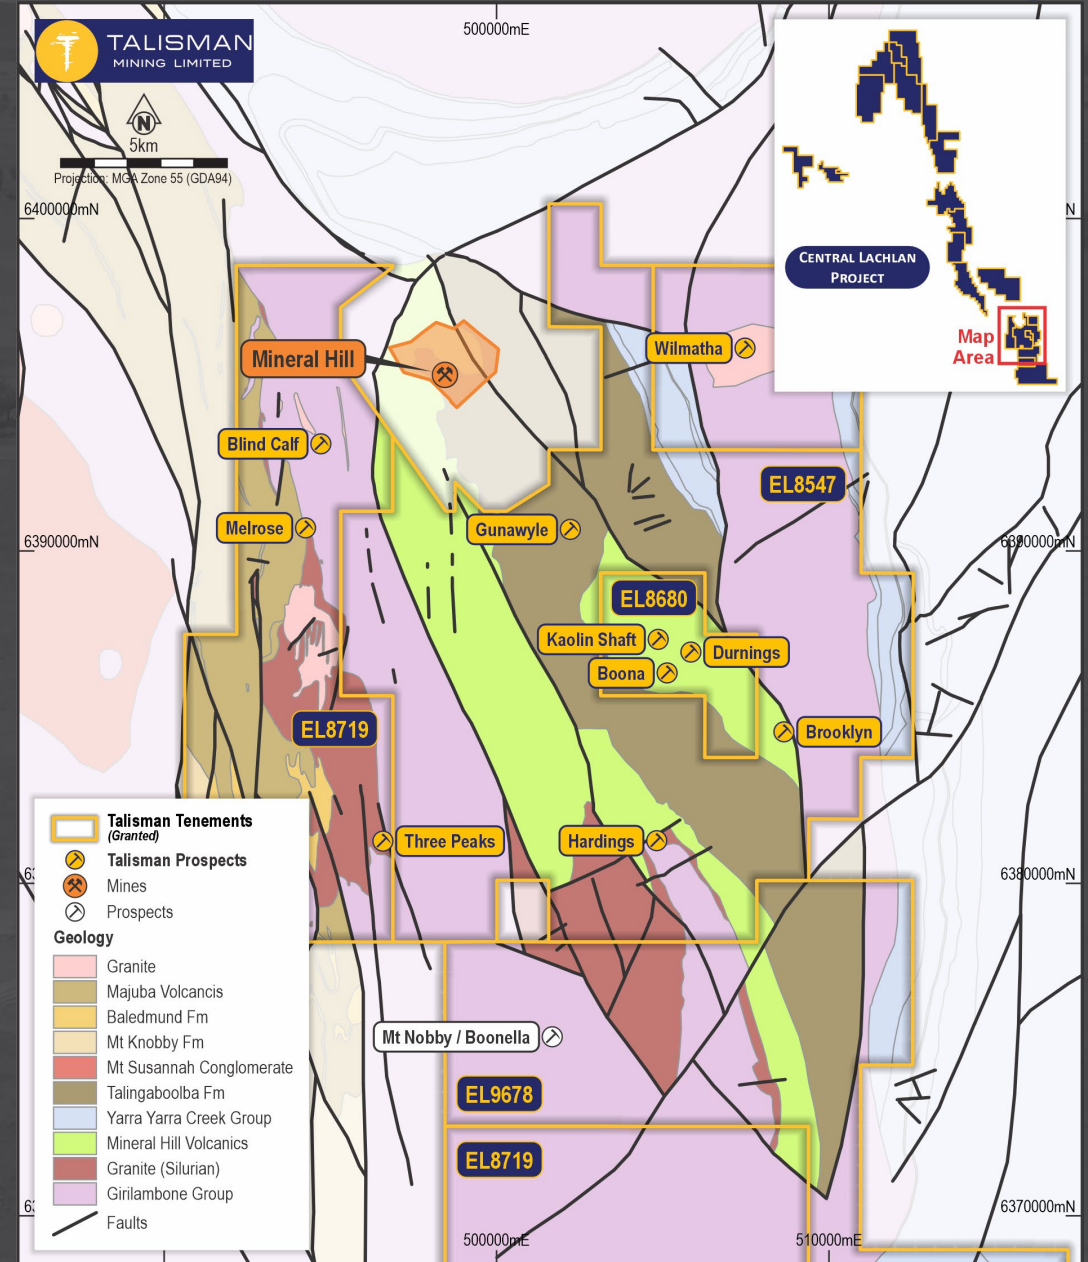 TALISMAN
MINING LIMITED
N
5km
Projection: MGA Zone 55 (GDA94)
500000mE
6400000mN
N
CENTRAL LACHLAN
PROJECT
Map
Area
Mineral Hill
Wilmatha
Blind Calf
EL8547
Melrose
Gunawyle
6390000mN
6390000mN
EL8680
Kaolin Shaft
Durnings
Boona
EL8719
Brooklyn
Three Peaks
Hardings
63
6380000mN
Talisman Tenements
(Granted)
Talisman Prospects
Mines
Prospects
Geology
Granite
Majuba Volcancis
Baledmund Fm
Mt Knobby Fm
Mt Susannah Conglomerate
Talingaboolba Fm
Yarra Yarra Creek Group
Mineral Hill Volcanics
Granite (Silurian)
Girilambone Group
Faults
Mt Nobby / Boonella
EL9678
EL8719
63
6370000mN
500000mE
510000mE